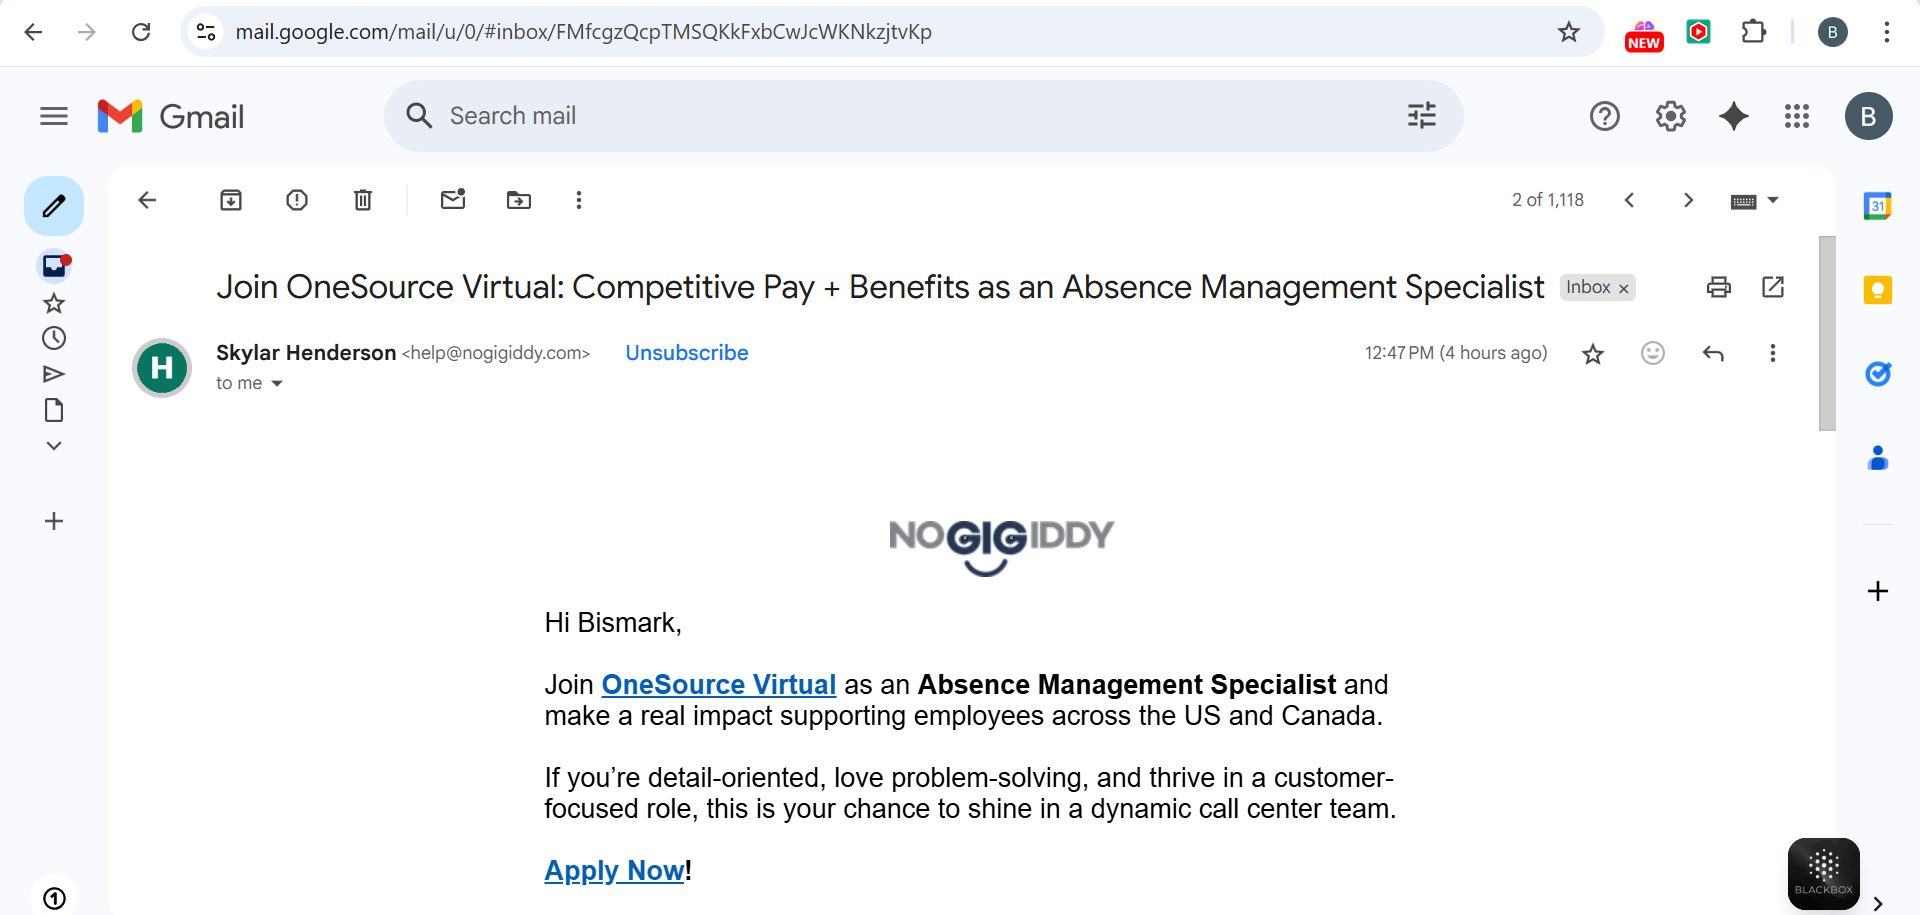 mail.google.com/mail/u/0/#inbox/FMfcgzQcpTMSQKkFxbCwJcWKNkzjtvKp
NEW
B
Gmail
Search mail
B
2 of 1,118
31
Join OneSource Virtual: Competitive Pay + Benefits as an Absence Management Specialist
Inbox x
H
Skylar Henderson <help@nogigiddy.com> Unsubscribe
12:47 PM (4 hours ago)
to me
NOGIGIDDY
Hi Bismark,
Join OneSource Virtual as an Absence Management Specialist and
make a real impact supporting employees across the US and Canada.
If you’re detail-oriented, love problem-solving, and thrive in a customer-
focused role, this is your chance to shine in a dynamic call center team.
Apply Now!
BLACKBOX
1